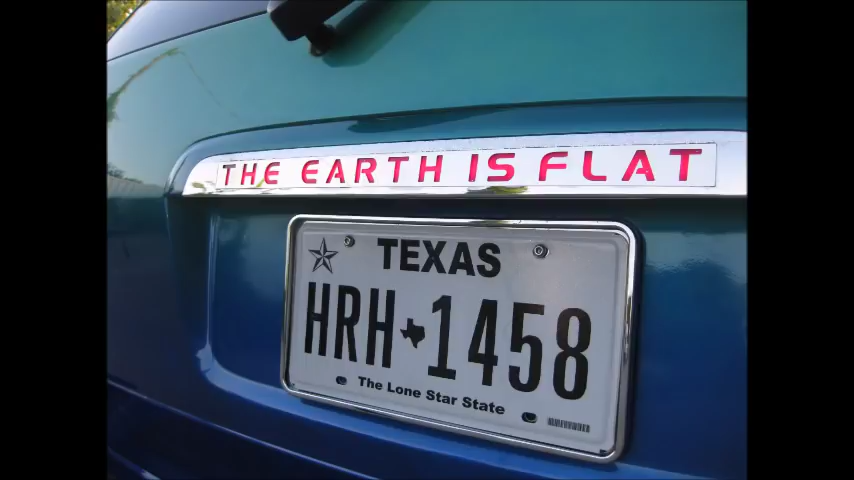 THE EARTH IS FLAT
TEXAS
HRH 1458
The Lone Star State